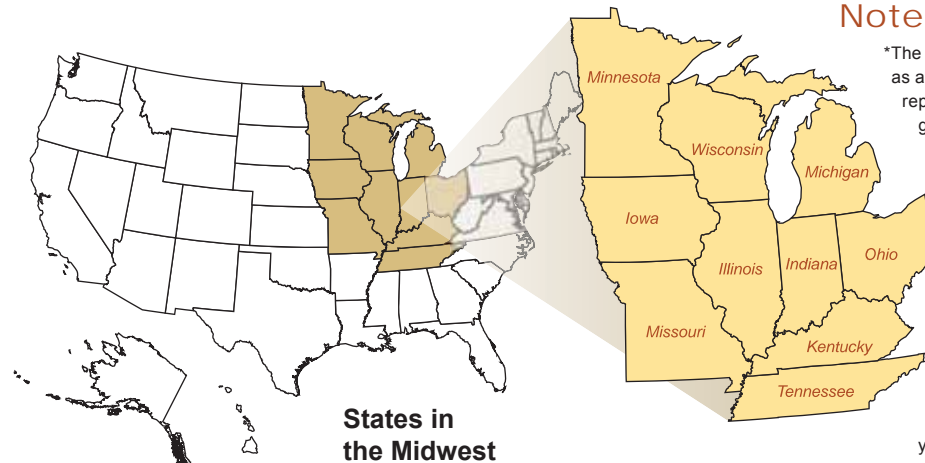 Note
*The
as a
rep
g
Minnesota
Wisconsin
Michigan
Iowa
Illinois
Indiana
Ohio
Missouri
Kentucky
Tennessee
States in
the Midwest
y